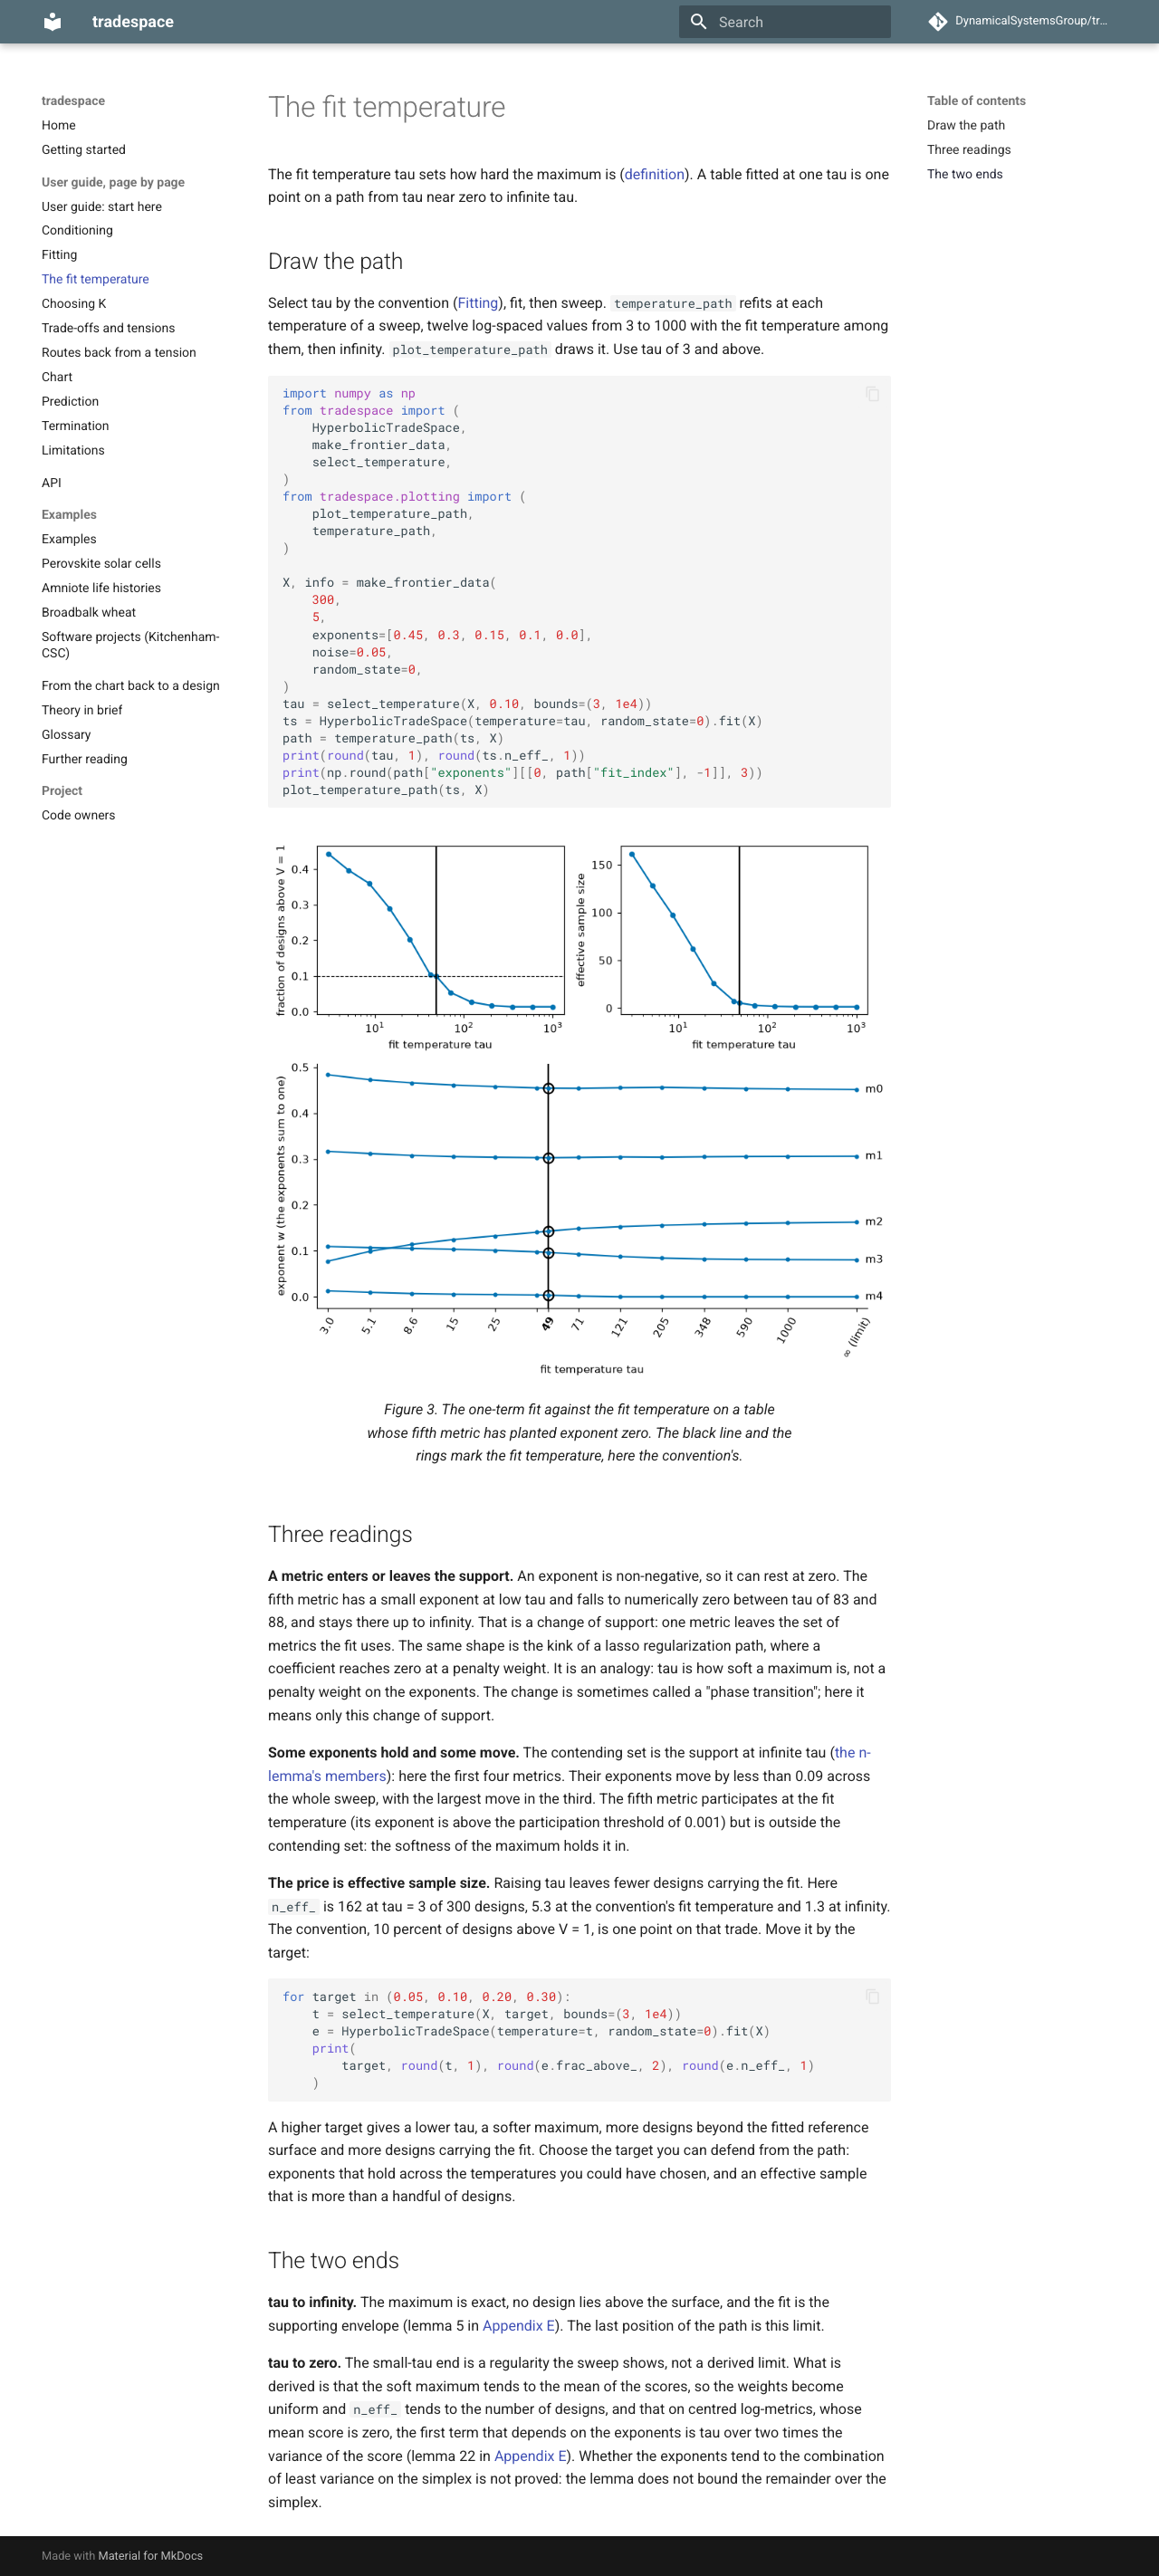 tradespace
Search
DynamicalSystemsGroup/tr...
tradespace
Home
Getting started
User guide, page by page
User guide: start here
Conditioning
Fitting
The fit temperature
Choosing K
Trade-offs and tensions
Routes back from a tension
Chart
Prediction
Termination
Limitations
API
Examples
Examples
Perovskite solar cells
Amniote life histories
Broadbalk wheat
Software projects (Kitchenham-
CSC)
From the chart back to a design
Theory in brief
Glossary
Further reading
Project
Code owners
The fit temperature
The fit temperature tau sets how hard the maximum is (definition). A table fitted at one tau is one
point on a path from tau near zero to infinite tau.
Draw the path
Select tau by the convention (Fitting), fit, then sweep. temperature_path refits at each
temperature of a sweep, twelve log-spaced values from 3 to 1000 with the fit temperature among
them, then infinity. plot_temperature_path draws it. Use tau of 3 and above.
import numpy as np
from tradespace import (
    HyperbolicTradeSpace,
    make_frontier_data,
    select_temperature,
)
from tradespace.plotting import (
    plot_temperature_path,
    temperature_path,
)
X, info = make_frontier_data(
    300,
    5,
    exponents=[0.45, 0.3, 0.15, 0.1, 0.0],
    noise=0.05,
    random_state=0,
)
tau = select_temperature(X, 0.10, bounds=(3, 1e4))
ts = HyperbolicTradeSpace(temperature=tau, random_state=0).fit(X)
path = temperature_path(ts, X)
print(round(tau, 1), round(ts.n_eff_, 1))
print(np.round(path["exponents"][[0, path["fit_index"], -1]], 3))
plot_temperature_path(ts, X)
fraction of designs above V = 1
0.4
0.3
0.2
0.1
0.0
10¹ 10² 10³
fit temperature tau
effective sample size
150
100
50
0
10¹ 10² 10³
fit temperature tau
exponent w (the exponents sum to one)
0.5
0.4
0.3
0.2
0.1
0.0
m0
m1
m2
m3
m4
3.0 5.1 8.6 15 25 49 71 121 205 348 590 1000 ∞ (limit)
fit temperature tau
Figure 3. The one-term fit against the fit temperature on a table
whose fifth metric has planted exponent zero. The black line and the
rings mark the fit temperature, here the convention's.
Three readings
A metric enters or leaves the support. An exponent is non-negative, so it can rest at zero. The
fifth metric has a small exponent at low tau and falls to numerically zero between tau of 83 and
88, and stays there up to infinity. That is a change of support: one metric leaves the set of
metrics the fit uses. The same shape is the kink of a lasso regularization path, where a
coefficient reaches zero at a penalty weight. It is an analogy: tau is how soft a maximum is, not a
penalty weight on the exponents. The change is sometimes called a "phase transition"; here it
means only this change of support.
Some exponents hold and some move. The contending set is the support at infinite tau (the n-
lemma's members): here the first four metrics. Their exponents move by less than 0.09 across
the whole sweep, with the largest move in the third. The fifth metric participates at the fit
temperature (its exponent is above the participation threshold of 0.001) but is outside the
contending set: the softness of the maximum holds it in.
The price is effective sample size. Raising tau leaves fewer designs carrying the fit. Here
n_eff_ is 162 at tau = 3 of 300 designs, 5.3 at the convention's fit temperature and 1.3 at infinity.
The convention, 10 percent of designs above V = 1, is one point on that trade. Move it by the
target:
for target in (0.05, 0.10, 0.20, 0.30):
    t = select_temperature(X, target, bounds=(3, 1e4))
    e = HyperbolicTradeSpace(temperature=t, random_state=0).fit(X)
    print(
        target, round(t, 1), round(e.frac_above_, 2), round(e.n_eff_, 1)
    )
A higher target gives a lower tau, a softer maximum, more designs beyond the fitted reference
surface and more designs carrying the fit. Choose the target you can defend from the path:
exponents that hold across the temperatures you could have chosen, and an effective sample
that is more than a handful of designs.
The two ends
tau to infinity. The maximum is exact, no design lies above the surface, and the fit is the
supporting envelope (lemma 5 in Appendix E). The last position of the path is this limit.
tau to zero. The small-tau end is a regularity the sweep shows, not a derived limit. What is
derived is that the soft maximum tends to the mean of the scores, so the weights become
uniform and n_eff_ tends to the number of designs, and that on centred log-metrics, whose
mean score is zero, the first term that depends on the exponents is tau over two times the
variance of the score (lemma 22 in Appendix E). Whether the exponents tend to the combination
of least variance on the simplex is not proved: the lemma does not bound the remainder over the
simplex.
Table of contents
Draw the path
Three readings
The two ends
Made with Material for MkDocs